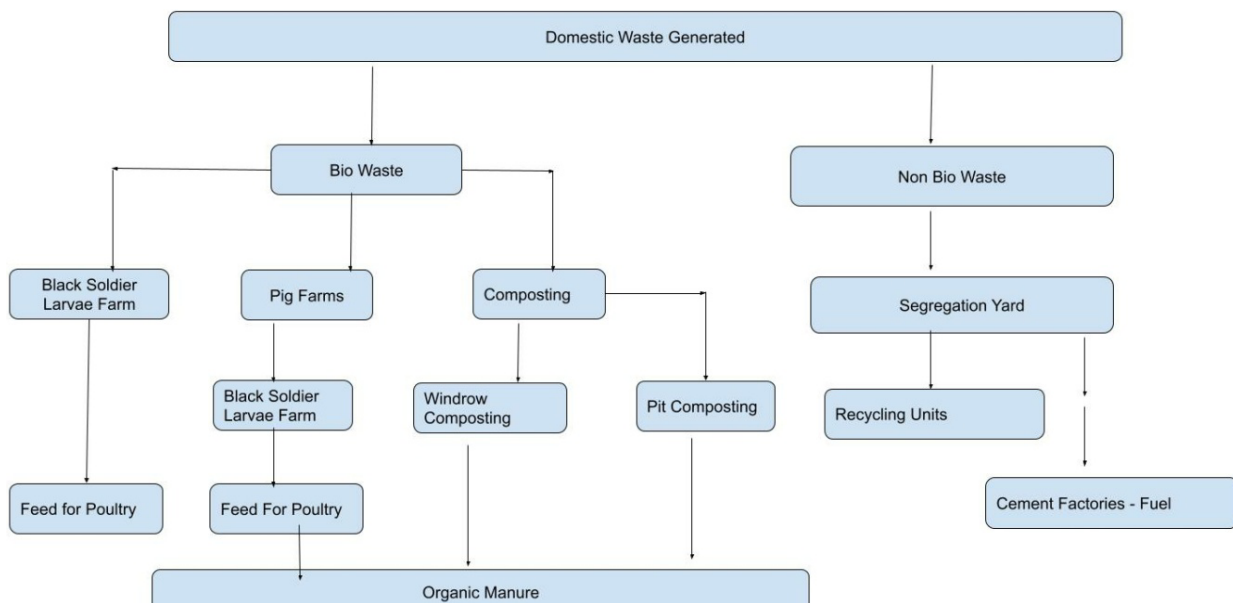 Domestic Waste Generated
Bio Waste
Non Bio Waste
Black Soldier
Larvae Farm
Pig Farms
Composting
Segregation Yard
Black Soldier
Larvae Farm
Windrow
Composting
Pit Composting
Recycling Units
Feed for Poultry
Feed For Poultry
Cement Factories - Fuel
Organic Manure